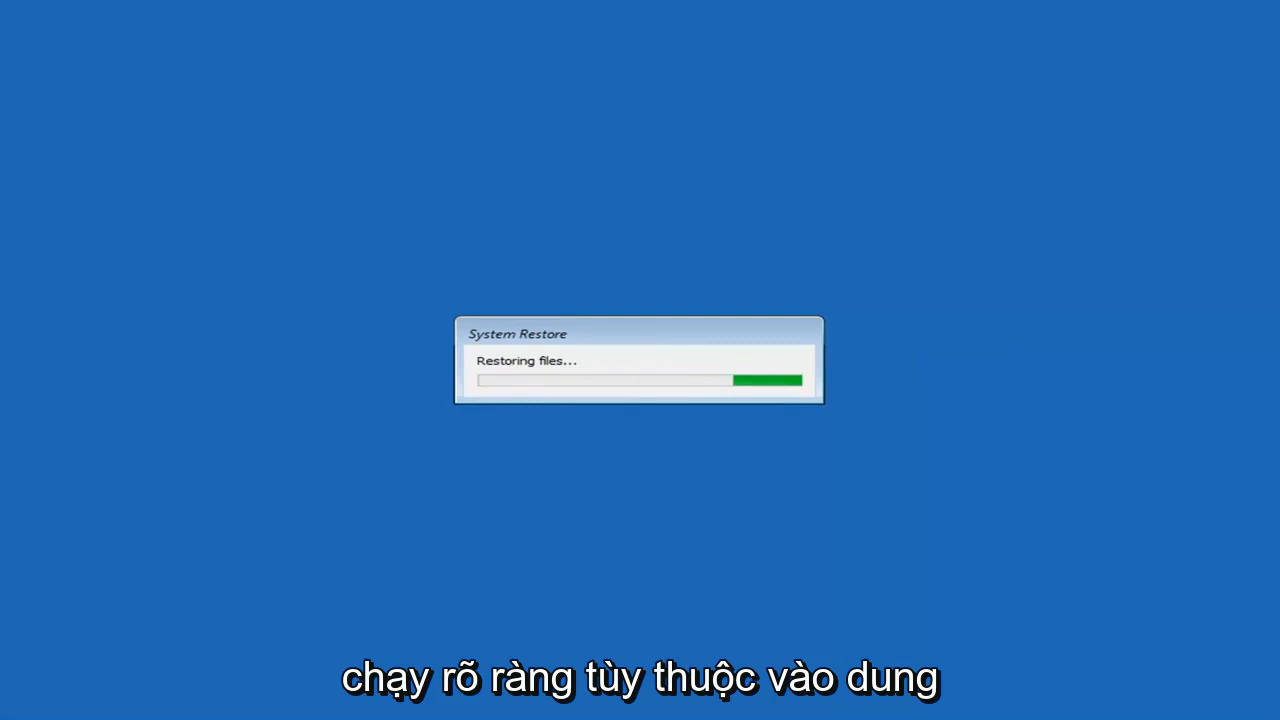 System Restore
Restoring files...
chạy rõ ràng tùy thuộc vào dung